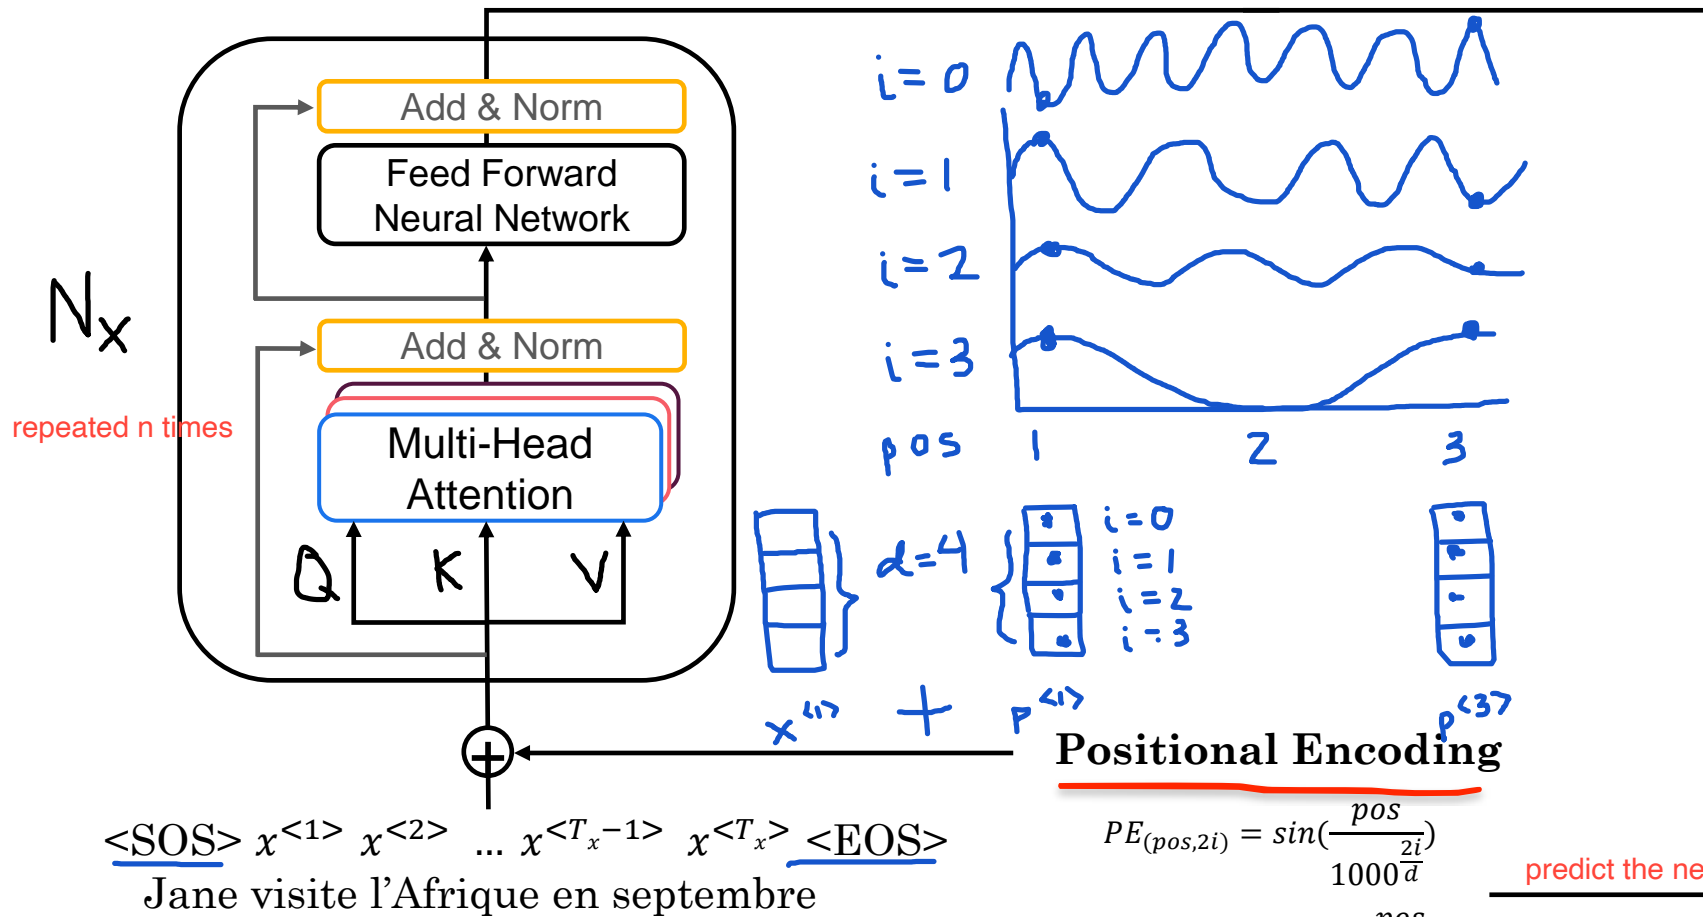 Add & Norm
Feed Forward
Neural Network
Nx
Add & Norm
repeated n times
Multi-Head
Attention
Q K V
<SOS> x<1> x<2> ... x<Tx−1> x<Tx> <EOS>
Jane visite l'Afrique en septembre
i = 0
i = 1
i = 2
i = 3
pos 1 2 3
d=4
i = 0
i = 1
i = 2
i = 3
x<1> + p<1> p<3>
Positional Encoding
PE(pos,2i) = sin(pos / 1000^(2i/d))
predict the ne
pos